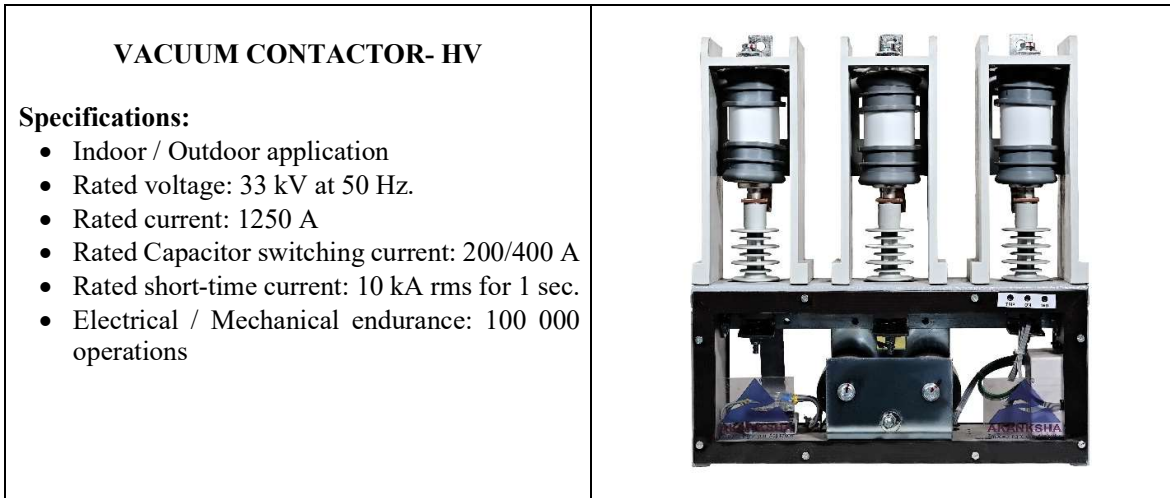 VACUUM CONTACTOR- HV
Specifications:
• Indoor / Outdoor application
• Rated voltage: 33 kV at 50 Hz.
• Rated current: 1250 A
• Rated Capacitor switching current: 200/400 A
• Rated short-time current: 10 kA rms for 1 sec.
• Electrical / Mechanical endurance: 100 000
operations
AKANKSHA
AKANKSHA